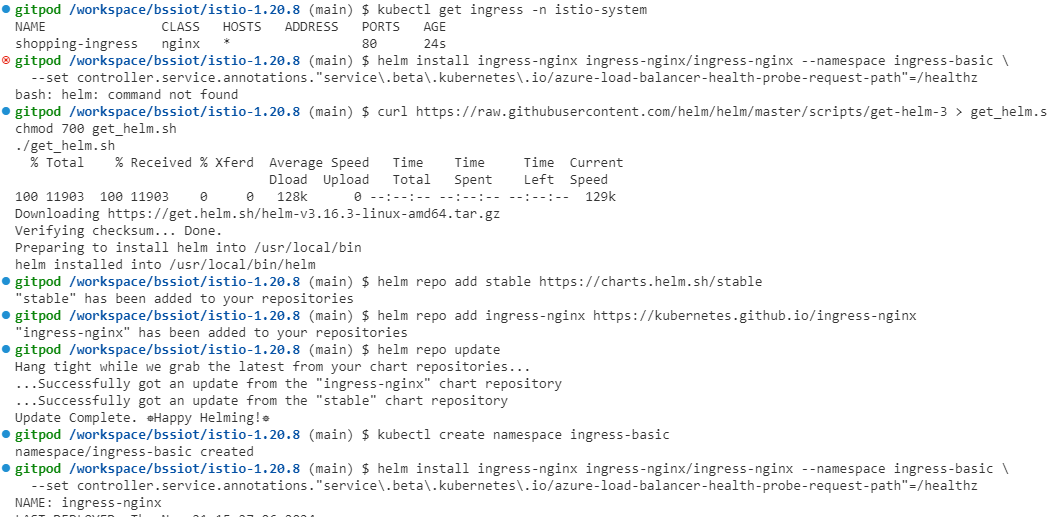 gitpod /workspace/bssiot/istio-1.20.8 (main) $ kubectl get ingress -n istio-system
NAME               CLASS   HOSTS   ADDRESS   PORTS   AGE
shopping-ingress   nginx   *                 80      24s
gitpod /workspace/bssiot/istio-1.20.8 (main) $ helm install ingress-nginx ingress-nginx/ingress-nginx --namespace ingress-basic \
  --set controller.service.annotations."service\.beta\.kubernetes\.io/azure-load-balancer-health-probe-request-path"=/healthz
bash: helm: command not found
gitpod /workspace/bssiot/istio-1.20.8 (main) $ curl https://raw.githubusercontent.com/helm/helm/master/scripts/get-helm-3 > get_helm.s
chmod 700 get_helm.sh
./get_helm.sh
  % Total    % Received % Xferd  Average Speed   Time    Time     Time  Current
                                 Dload  Upload   Total   Spent    Left  Speed
100 11903  100 11903    0     0   128k      0 --:--:-- --:--:-- --:--:--  129k
Downloading https://get.helm.sh/helm-v3.16.3-linux-amd64.tar.gz
Verifying checksum... Done.
Preparing to install helm into /usr/local/bin
helm installed into /usr/local/bin/helm
gitpod /workspace/bssiot/istio-1.20.8 (main) $ helm repo add stable https://charts.helm.sh/stable
"stable" has been added to your repositories
gitpod /workspace/bssiot/istio-1.20.8 (main) $ helm repo add ingress-nginx https://kubernetes.github.io/ingress-nginx
"ingress-nginx" has been added to your repositories
gitpod /workspace/bssiot/istio-1.20.8 (main) $ helm repo update
Hang tight while we grab the latest from your chart repositories...
...Successfully got an update from the "ingress-nginx" chart repository
...Successfully got an update from the "stable" chart repository
Update Complete. ⎈Happy Helming!⎈
gitpod /workspace/bssiot/istio-1.20.8 (main) $ kubectl create namespace ingress-basic
namespace/ingress-basic created
gitpod /workspace/bssiot/istio-1.20.8 (main) $ helm install ingress-nginx ingress-nginx/ingress-nginx --namespace ingress-basic \
  --set controller.service.annotations."service\.beta\.kubernetes\.io/azure-load-balancer-health-probe-request-path"=/healthz
NAME: ingress-nginx